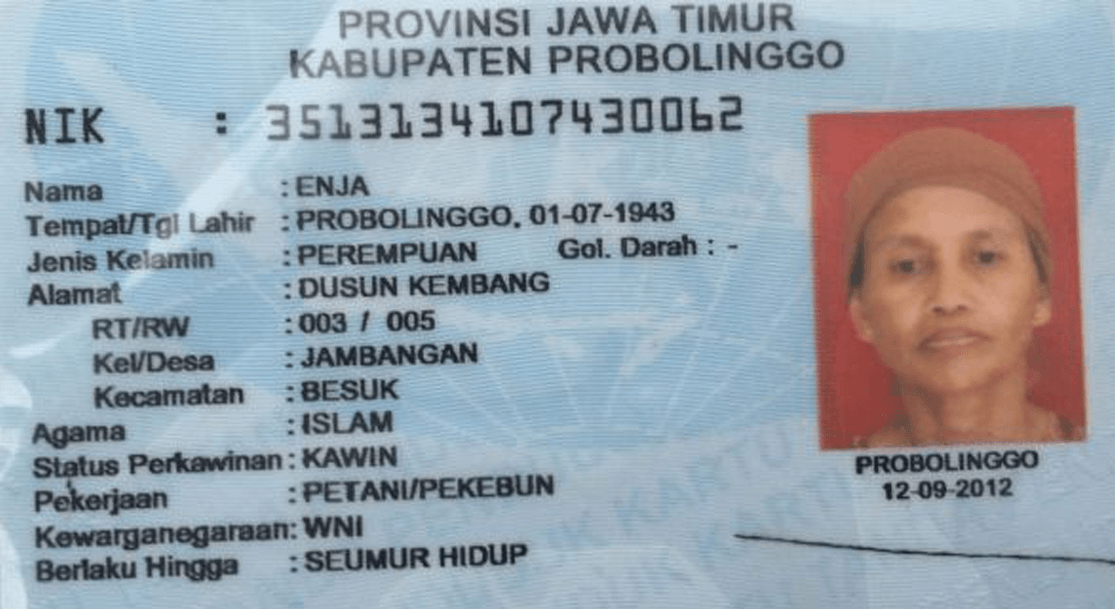 PROVINSI JAWA TIMUR
KABUPATEN PROBOLINGGO
NIK : 3513134107430062
Nama : ENJA
Tempat/Tgl Lahir : PROBOLINGGO, 01-07-1943
Jenis Kelamin : PEREMPUAN Gol. Darah : -
Alamat : DUSUN KEMBANG
RT/RW : 003 / 005
Kel/Desa : JAMBANGAN
Kecamatan : BESUK
Agama : ISLAM
Status Perkawinan : KAWIN
Pekerjaan : PETANI/PEKEBUN
Kewarganegaraan: WNI
Berlaku Hingga : SEUMUR HIDUP
PROBOLINGGO
12-09-2012